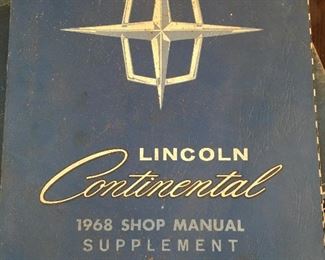 LINCOLN
Continental
1968 SHOP MANUAL
SUPPLEMENT